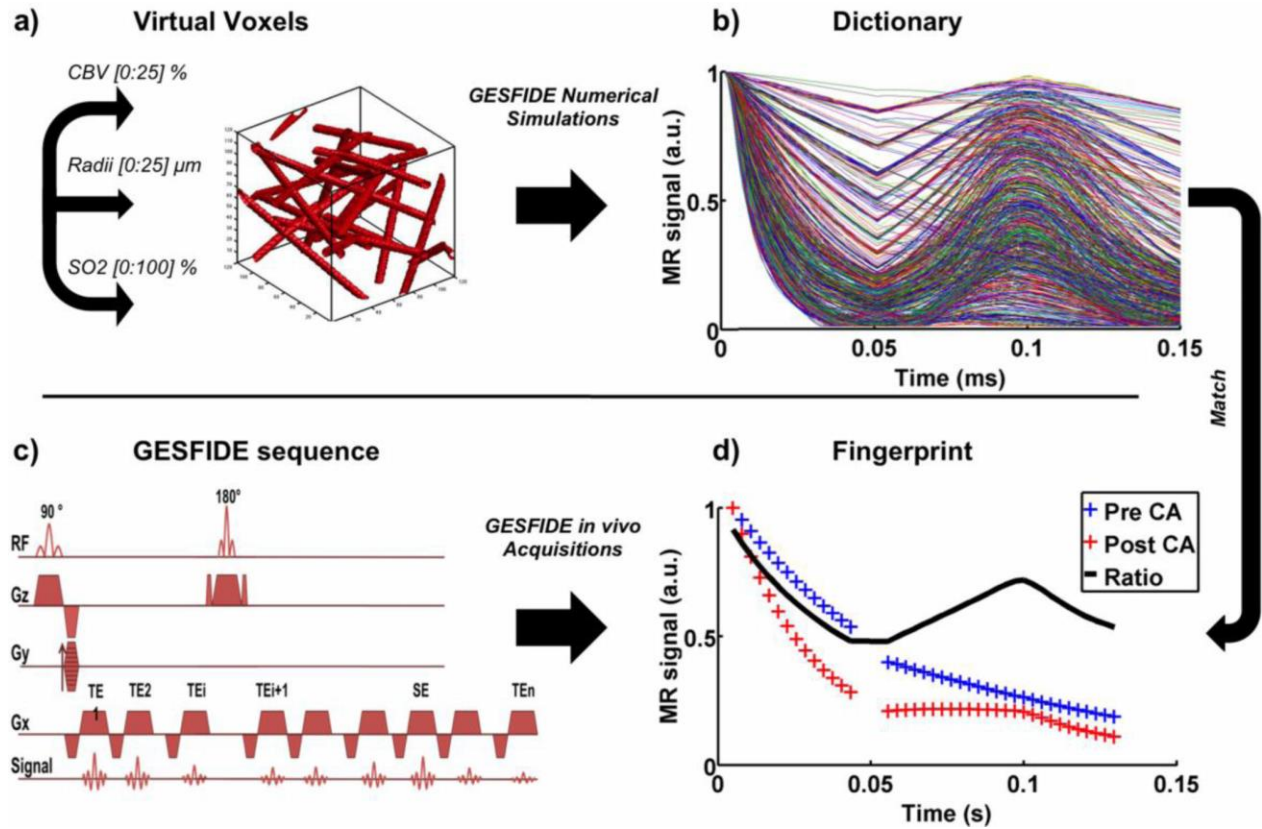 a) Virtual Voxels
CBV [0:25] %
Radii [0:25] µm
SO2 [0:100] %
GESFIDE Numerical
Simulations
b) Dictionary
MR signal (a.u.)
1
0.5
0
0 0.05 0.1 0.15
Time (ms)
Match
c) GESFIDE sequence
90 °
180°
RF
Gz
Gy
TE
1
TE2 TEi TEi+1 SE TEn
Gx
Signal
GESFIDE in vivo
Acquisitions
d) Fingerprint
Pre CA
Post CA
Ratio
MR signal (a.u.)
1
0.5
0
0 0.05 0.1 0.15
Time (s)